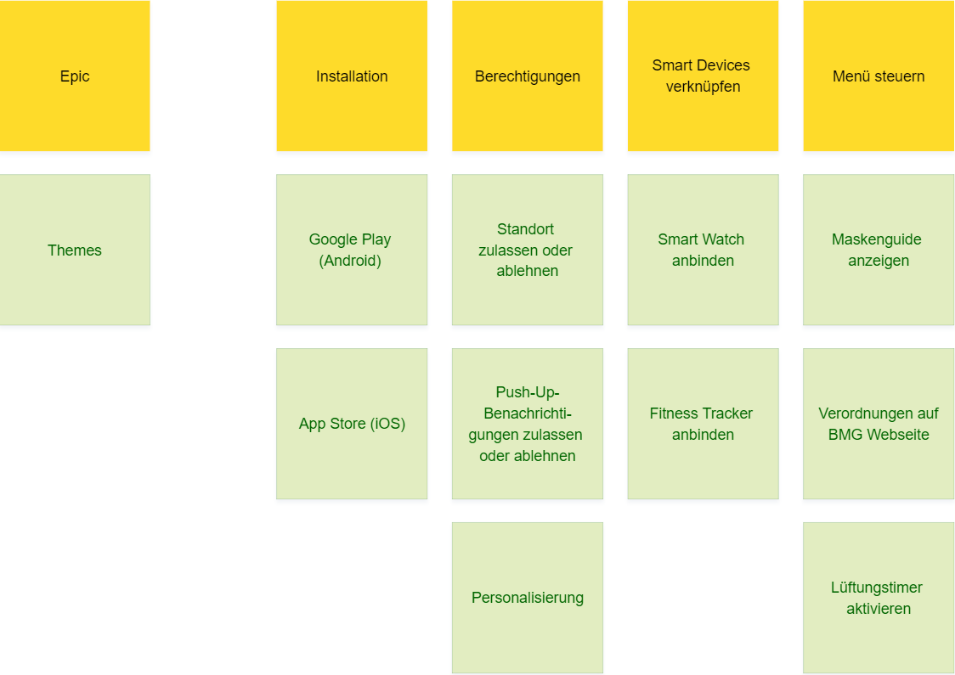 Epic
Installation
Berechtigungen
Smart Devices
verknüpfen
Menü steuern
Themes
Google Play
(Android)
Standort
zulassen oder
ablehnen
Smart Watch
anbinden
Maskenguide
anzeigen
App Store (iOS)
Push-Up-
Benachrichti-
gungen zulassen
oder ablehnen
Fitness Tracker
anbinden
Verordnungen auf
BMG Webseite
Personalisierung
Lüftungstimer
aktivieren